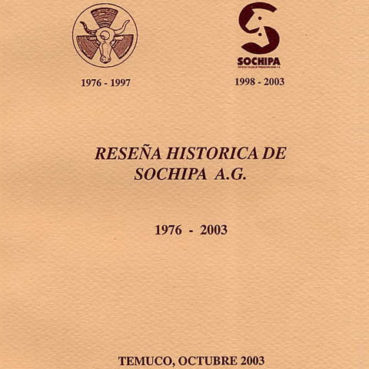 SOCHIPA
1976 - 1997
1998 - 2003
RESEÑA HISTORICA DE
SOCHIPA A.G.
1976 - 2003
TEMUCO, OCTUBRE 2003